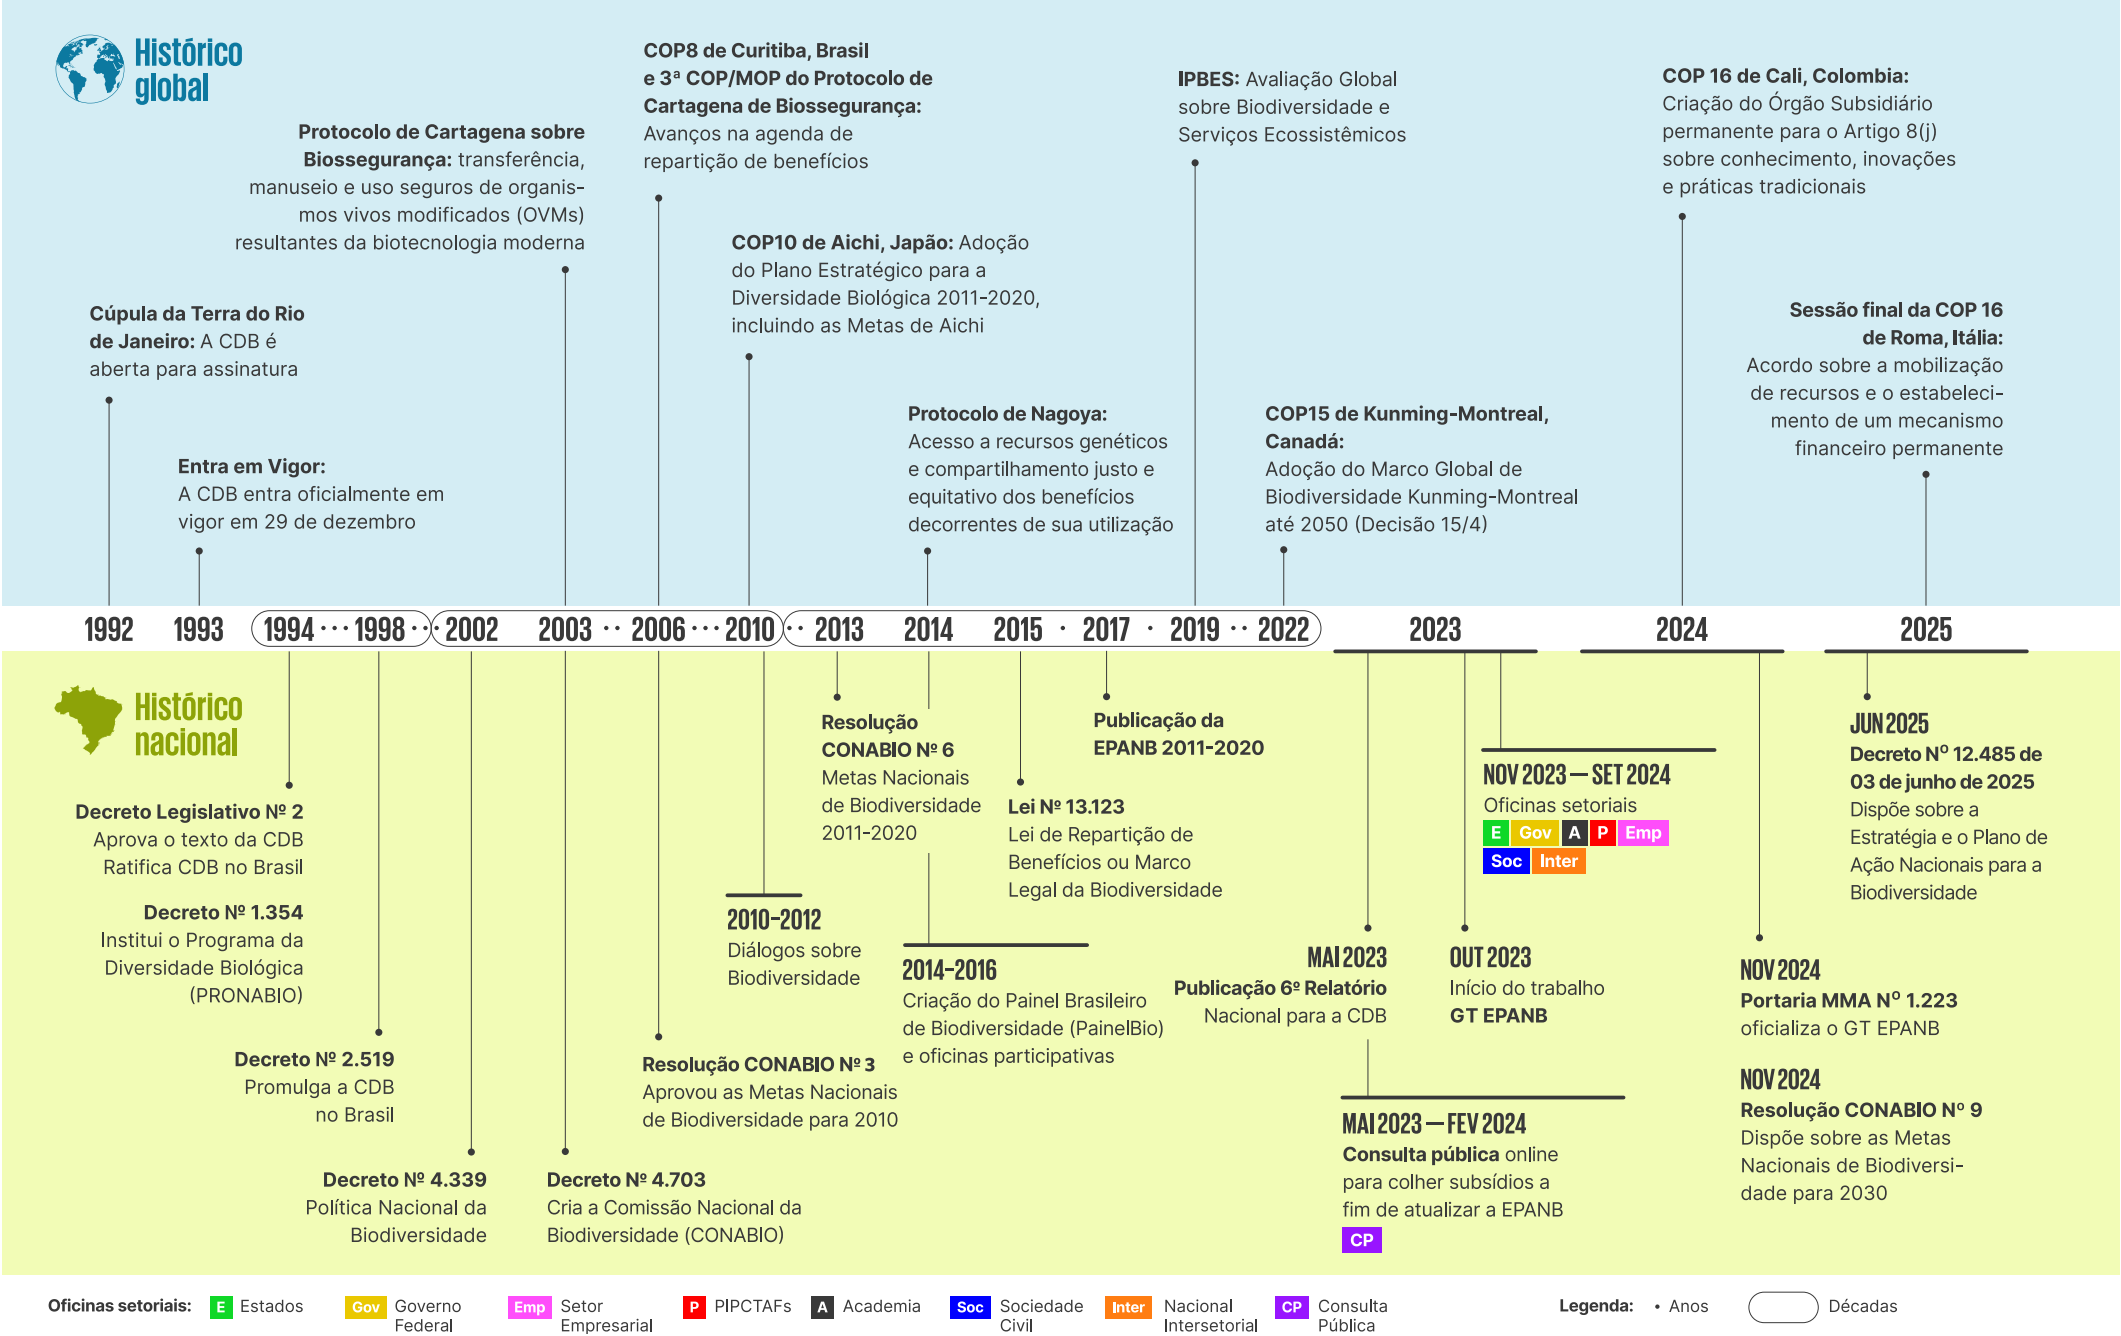 Histórico
global
Cúpula da Terra do Rio
de Janeiro: A CDB é
aberta para assinatura
Entra em Vigor:
A CDB entra oficialmente em
vigor em 29 de dezembro
Protocolo de Cartagena sobre
Biossegurança: transferência,
manuseio e uso seguros de organis-
mos vivos modificados (OVMs)
resultantes da biotecnologia moderna
COP8 de Curitiba, Brasil
e 3ª COP/MOP do Protocolo de
Cartagena de Biossegurança:
Avanços na agenda de
repartição de benefícios
COP10 de Aichi, Japão: Adoção
do Plano Estratégico para a
Diversidade Biológica 2011-2020,
incluindo as Metas de Aichi
Protocolo de Nagoya:
Acesso a recursos genéticos
e compartilhamento justo e
equitativo dos benefícios
decorrentes de sua utilização
IPBES: Avaliação Global
sobre Biodiversidade e
Serviços Ecossistêmicos
COP15 de Kunming-Montreal,
Canadá:
Adoção do Marco Global de
Biodiversidade Kunming-Montreal
até 2050 (Decisão 15/4)
COP 16 de Cali, Colombia:
Criação do Órgão Subsidiário
permanente para o Artigo 8(j)
sobre conhecimento, inovações
e práticas tradicionais
Sessão final da COP 16
de Roma, Itália:
Acordo sobre a mobilização
de recursos e o estabeleci-
mento de um mecanismo
financeiro permanente
1992 1993 1994 ··· 1998 ·· 2002 2003 ·· 2006 ··· 2010 ·· 2013 2014 2015 · 2017 · 2019 ·· 2022 2023 2024 2025
Histórico
nacional
Decreto Legislativo Nº 2
Aprova o texto da CDB
Ratifica CDB no Brasil
Decreto Nº 1.354
Institui o Programa da
Diversidade Biológica
(PRONABIO)
Decreto Nº 2.519
Promulga a CDB
no Brasil
Decreto Nº 4.339
Política Nacional da
Biodiversidade
Decreto Nº 4.703
Cria a Comissão Nacional da
Biodiversidade (CONABIO)
Resolução CONABIO Nº 3
Aprovou as Metas Nacionais
de Biodiversidade para 2010
2010–2012
Diálogos sobre
Biodiversidade
Resolução
CONABIO Nº 6
Metas Nacionais
de Biodiversidade
2011-2020
2014–2016
Criação do Painel Brasileiro
de Biodiversidade (PainelBio)
e oficinas participativas
Lei Nº 13.123
Lei de Repartição de
Benefícios ou Marco
Legal da Biodiversidade
Publicação da
EPANB 2011-2020
MAI 2023
Publicação 6º Relatório
Nacional para a CDB
MAI 2023 — FEV 2024
Consulta pública online
para colher subsídios a
fim de atualizar a EPANB
CP
OUT 2023
Início do trabalho
GT EPANB
NOV 2023 — SET 2024
Oficinas setoriais
E Gov A P Emp
Soc Inter
NOV 2024
Portaria MMA Nº 1.223
oficializa o GT EPANB
NOV 2024
Resolução CONABIO Nº 9
Dispõe sobre as Metas
Nacionais de Biodiversi-
dade para 2030
JUN 2025
Decreto Nº 12.485 de
03 de junho de 2025
Dispõe sobre a
Estratégia e o Plano de
Ação Nacionais para a
Biodiversidade
Oficinas setoriais:
E Estados
Gov Governo
Federal
Emp Setor
Empresarial
P PIPCTAFs
A Academia
Soc Sociedade
Civil
Inter Nacional
Intersetorial
CP Consulta
Pública
Legenda: • Anos
Décadas